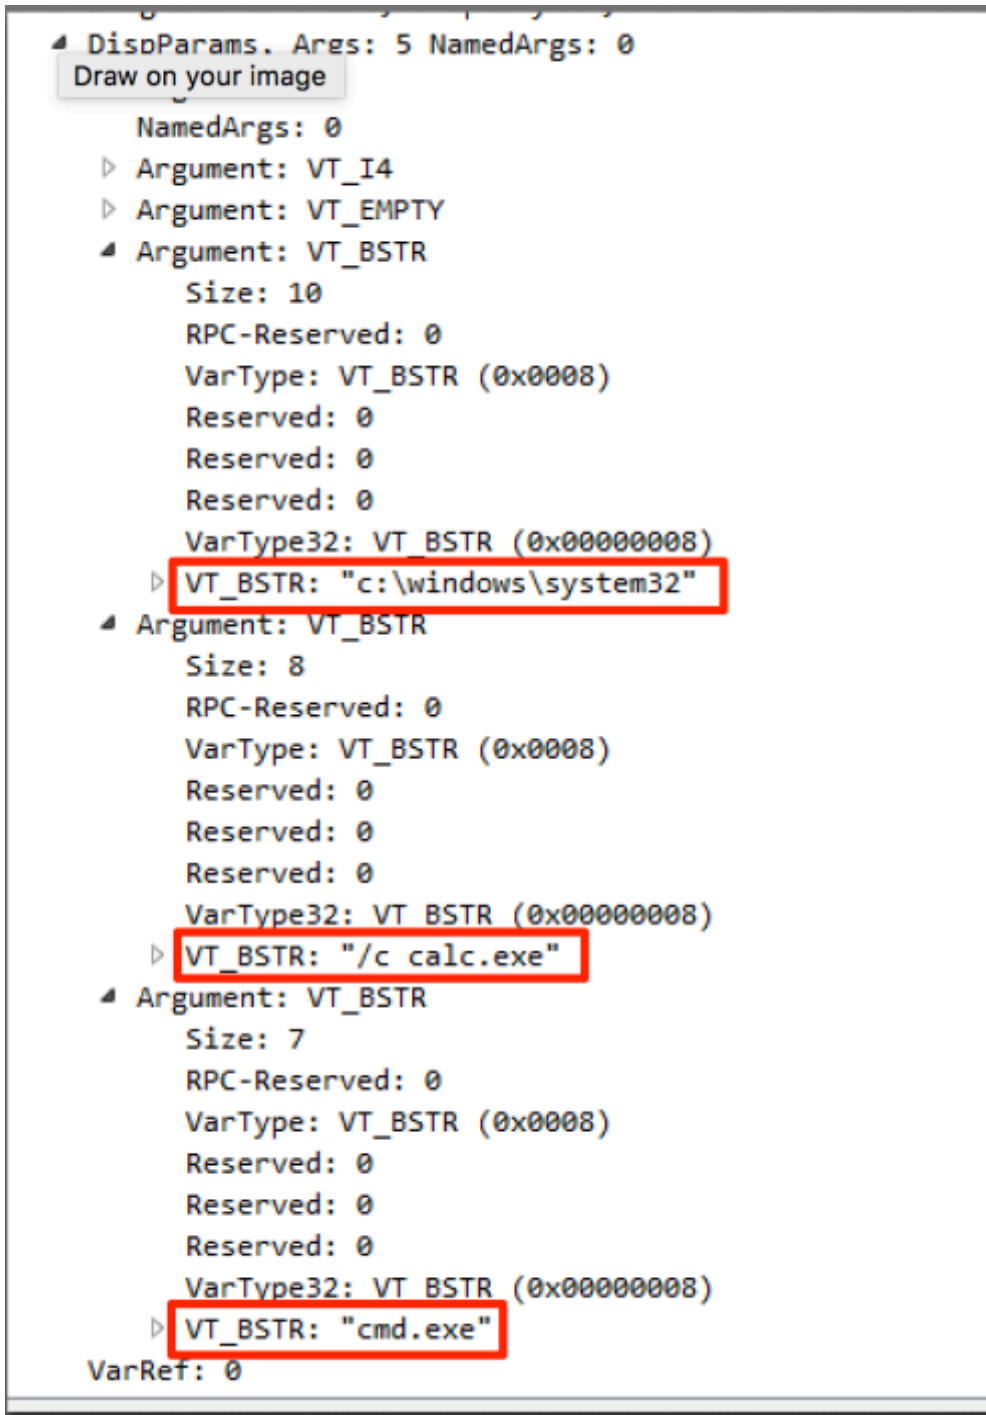 DispParams, Args: 5 NamedArgs: 0
Draw on your image
NamedArgs: 0
Argument: VT_I4
Argument: VT_EMPTY
Argument: VT_BSTR
Size: 10
RPC-Reserved: 0
VarType: VT_BSTR (0x0008)
Reserved: 0
Reserved: 0
Reserved: 0
VarType32: VT_BSTR (0x00000008)
VT_BSTR: "c:\windows\system32"
Argument: VT_BSTR
Size: 8
RPC-Reserved: 0
VarType: VT_BSTR (0x0008)
Reserved: 0
Reserved: 0
Reserved: 0
VarType32: VT_BSTR (0x00000008)
VT_BSTR: "/c calc.exe"
Argument: VT_BSTR
Size: 7
RPC-Reserved: 0
VarType: VT_BSTR (0x0008)
Reserved: 0
Reserved: 0
Reserved: 0
VarType32: VT_BSTR (0x00000008)
VT_BSTR: "cmd.exe"
VarRef: 0